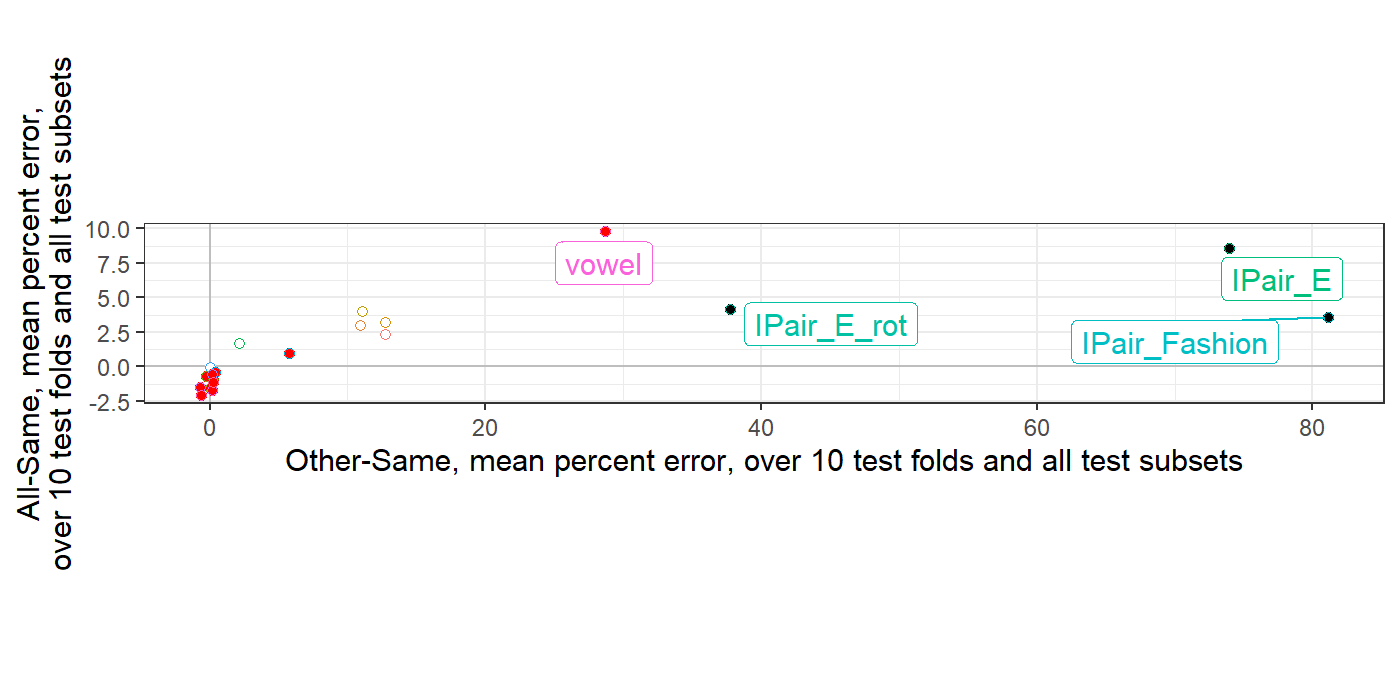 All-Same, mean percent error,
over 10 test folds and all test subsets
10.0
7.5
5.0
2.5
0.0
-2.5
vowel
IPair_E
IPair_E_rot
IPair_Fashion
0
20
40
60
80
Other-Same, mean percent error, over 10 test folds and all test subsets